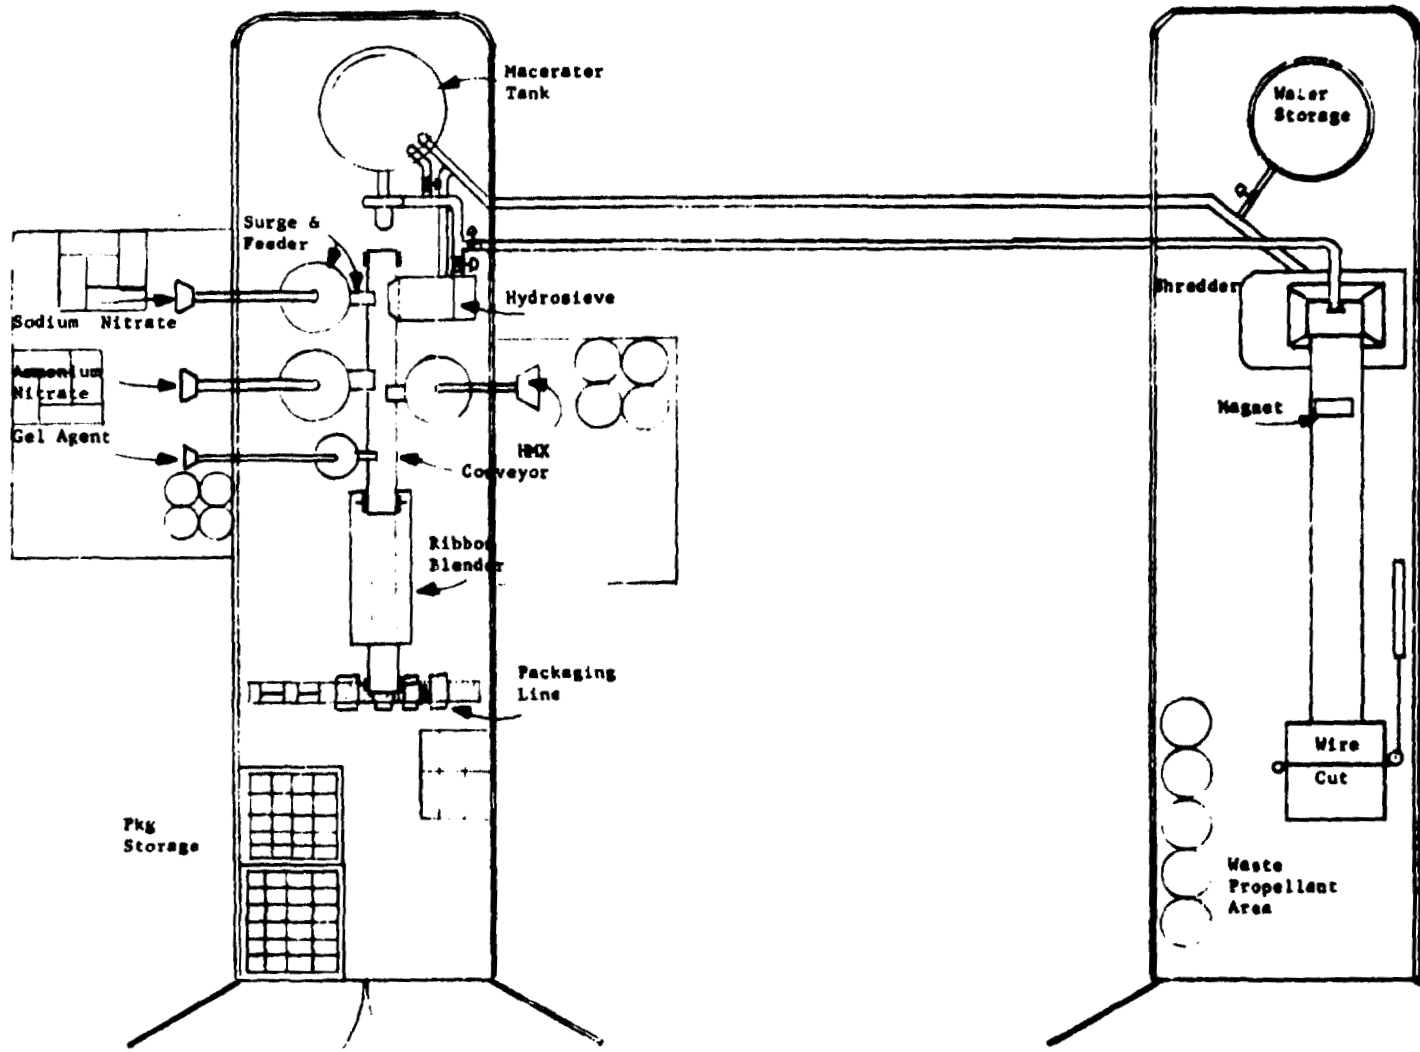 Macerater
Tank
Water
Storage
Surge &
Feeder
Sodium Nitrate
Hydrosieve
Shredder
Ammonium
Nitrate
Magnet
Gel Agent
HMX
Conveyor
Ribbon
Blender
Packaging
Line
Wire
Cut
Pkg
Storage
Waste
Propellant
Area